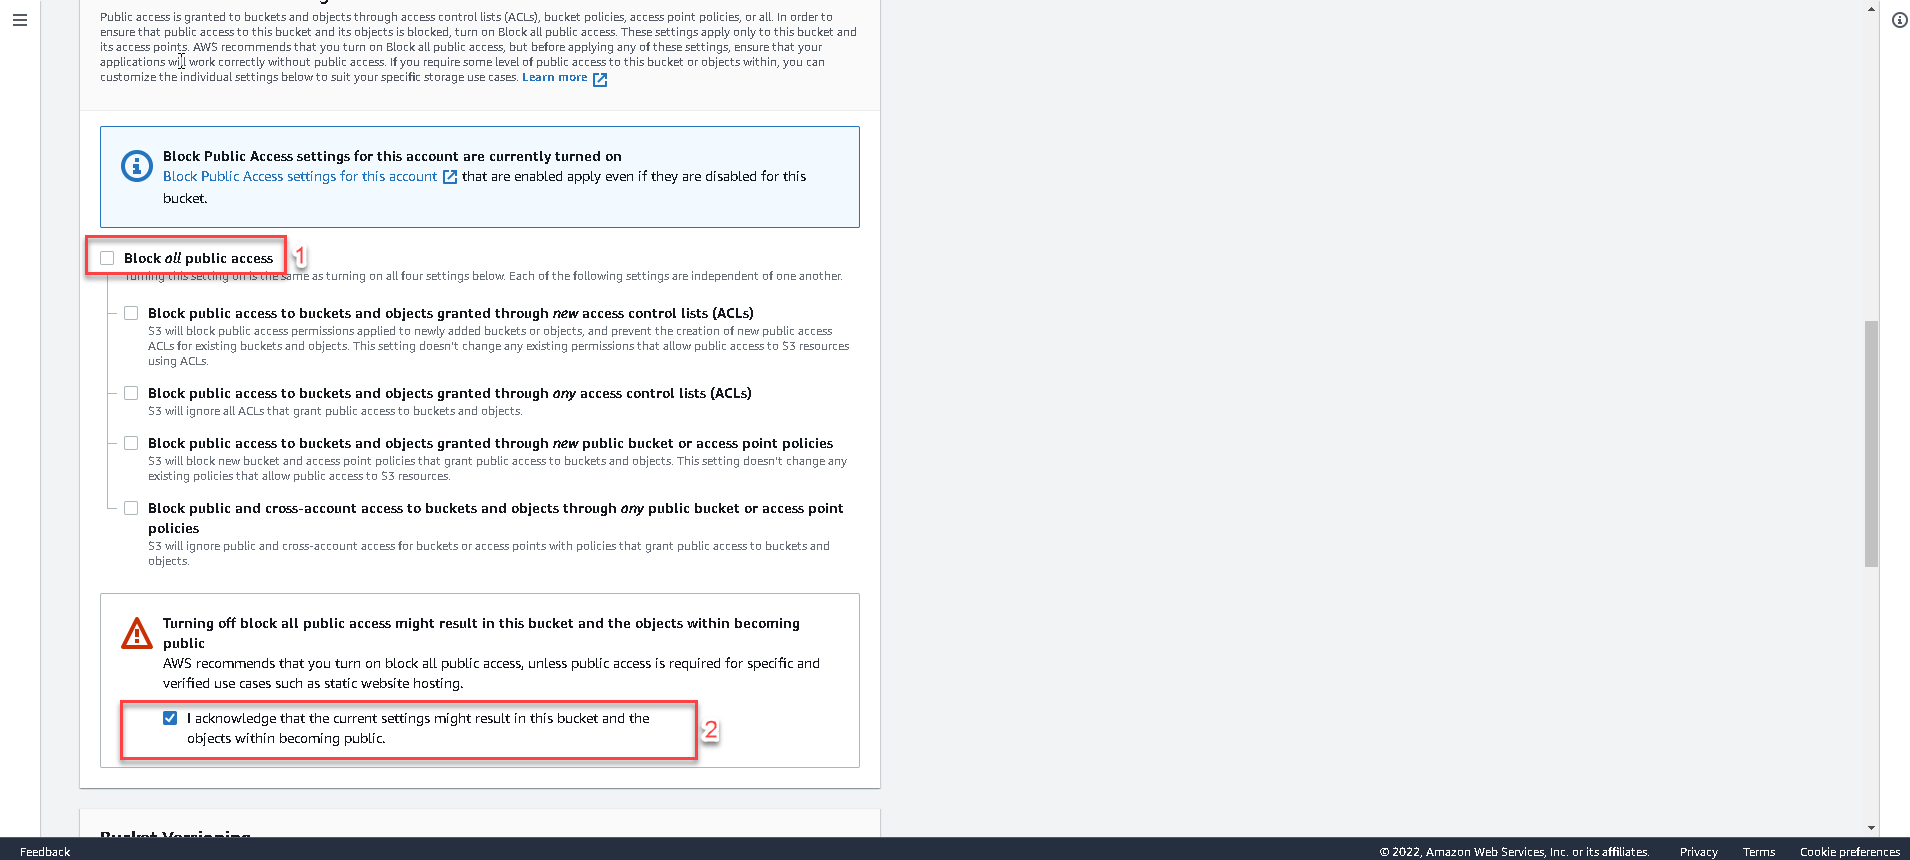 Public access is granted to buckets and objects through access control lists (ACLs), bucket policies, access point policies, or all. In order to
ensure that public access to this bucket and its objects is blocked, turn on Block all public access. These settings apply only to this bucket and
its access points. AWS recommends that you turn on Block all public access, but before applying any of these settings, ensure that your
applications will work correctly without public access. If you require some level of public access to this bucket or objects within, you can
customize the individual settings below to suit your specific storage use cases. Learn more
Block Public Access settings for this account are currently turned on
Block Public Access settings for this account that are enabled apply even if they are disabled for this
bucket.
Block all public access 1
Turning this setting on is the same as turning on all four settings below. Each of the following settings are independent of one another.
Block public access to buckets and objects granted through new access control lists (ACLs)
S3 will block public access permissions applied to newly added buckets or objects, and prevent the creation of new public access
ACLs for existing buckets and objects. This setting doesn't change any existing permissions that allow public access to S3 resources
using ACLs.
Block public access to buckets and objects granted through any access control lists (ACLs)
S3 will ignore all ACLs that grant public access to buckets and objects.
Block public access to buckets and objects granted through new public bucket or access point policies
S3 will block new bucket and access point policies that grant public access to buckets and objects. This setting doesn't change any
existing policies that allow public access to S3 resources.
Block public and cross-account access to buckets and objects through any public bucket or access point
policies
S3 will ignore public and cross-account access for buckets or access points with policies that grant public access to buckets and
objects.
Turning off block all public access might result in this bucket and the objects within becoming
public
AWS recommends that you turn on block all public access, unless public access is required for specific and
verified use cases such as static website hosting.
I acknowledge that the current settings might result in this bucket and the
objects within becoming public.
2
Bucket Versioning
Feedback © 2022, Amazon Web Services, Inc. or its affiliates. Privacy Terms Cookie preferences